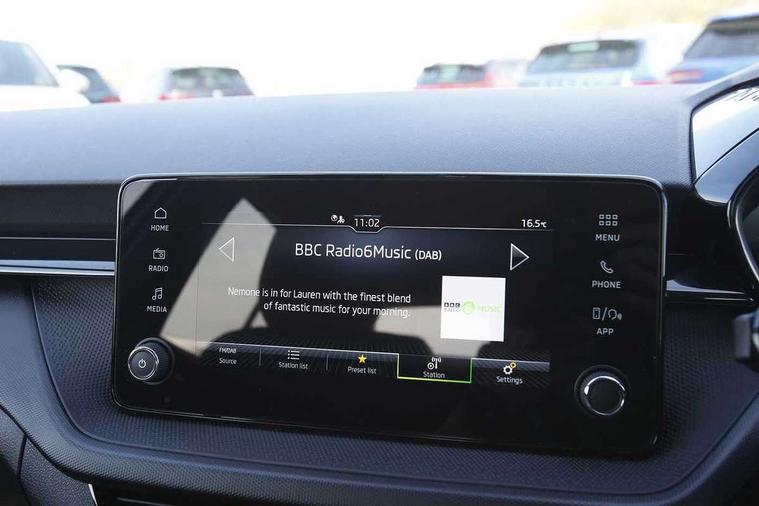 11:02
16.5°C
HOME
RADIO
MEDIA
BBC Radio6Music (DAB)
Nemone is in for Lauren with the finest blend
of fantastic music for your morning.
BBC
RADIO
6 MUSIC
FM/DAB
Source
Station list
Preset list
Station
Settings
MENU
PHONE
APP